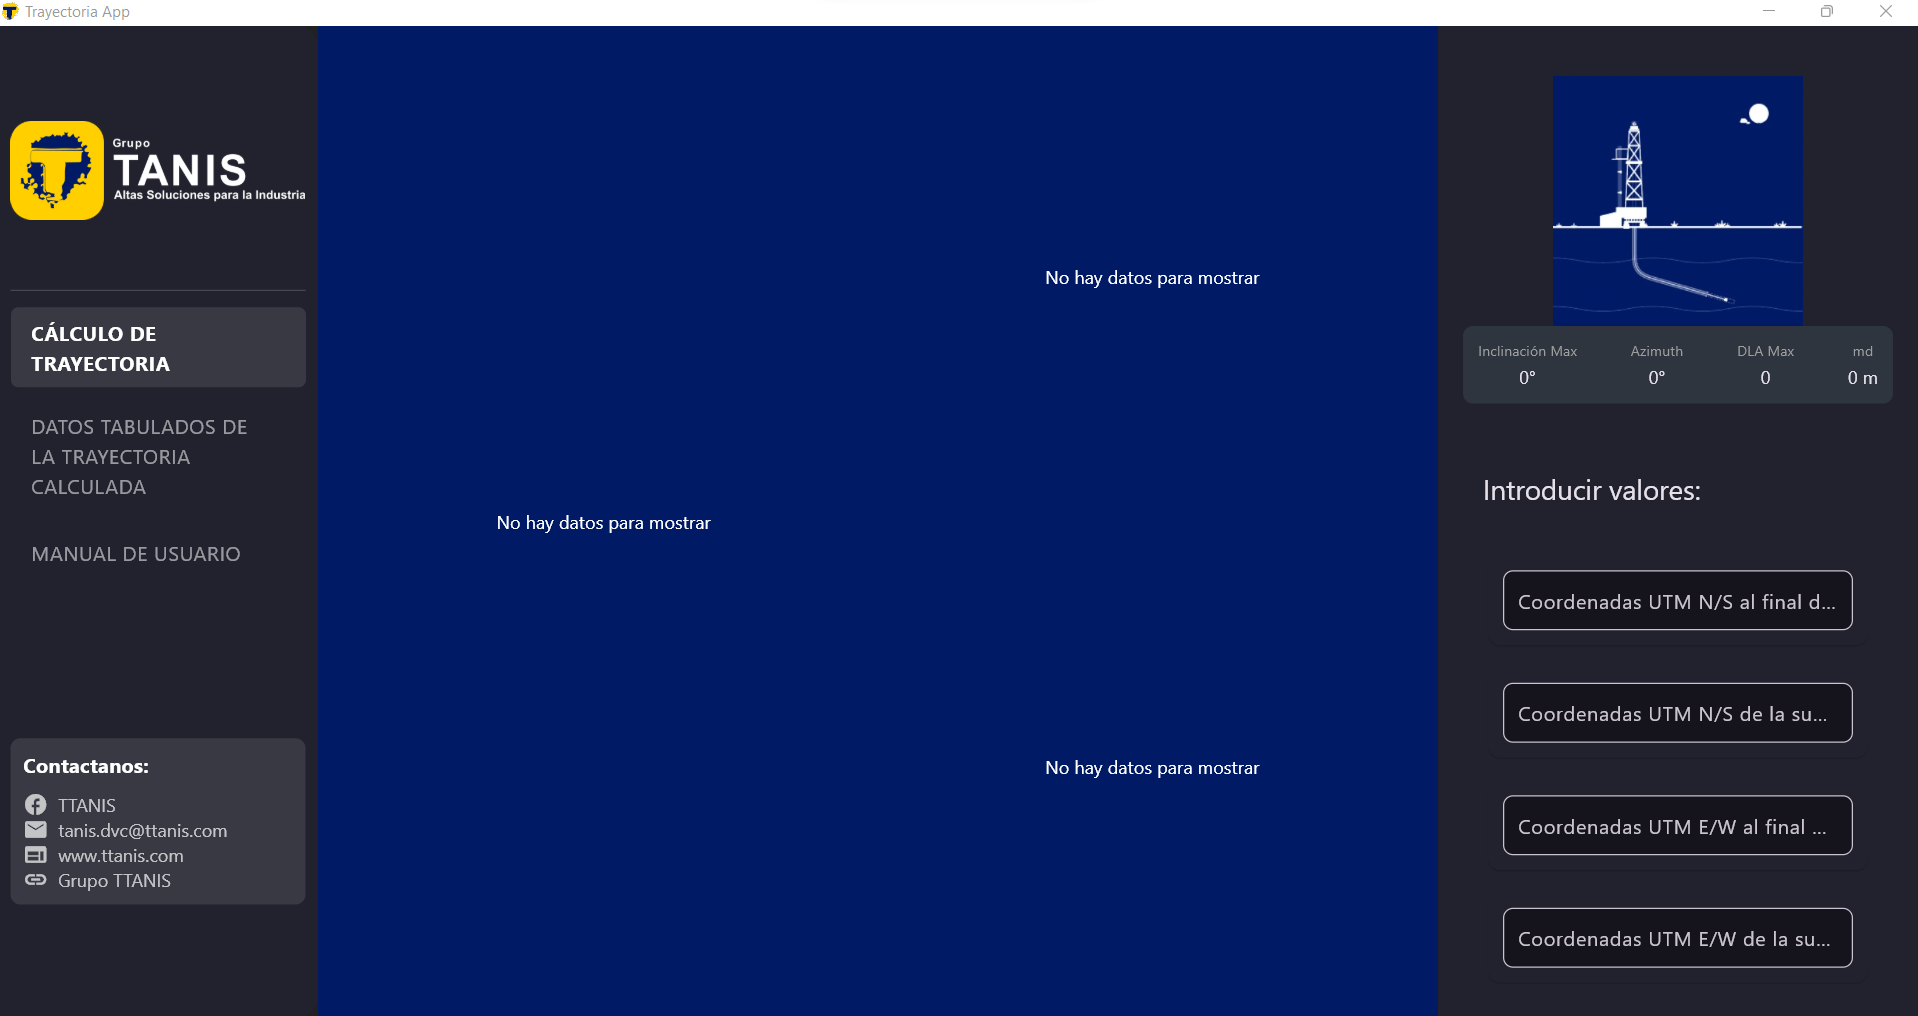 Trayectoria App
Grupo
TANIS
Altas Soluciones para la Industria
CÁLCULO DE
TRAYECTORIA
DATOS TABULADOS DE
LA TRAYECTORIA
CALCULADA
MANUAL DE USUARIO
Contactanos:
TTANIS
tanis.dvc@ttanis.com
www.ttanis.com
Grupo TTANIS
No hay datos para mostrar
No hay datos para mostrar
No hay datos para mostrar
Inclinación Max Azimuth DLA Max md
0° 0° 0 0 m
Introducir valores:
Coordenadas UTM N/S al final d...
Coordenadas UTM N/S de la su...
Coordenadas UTM E/W al final ...
Coordenadas UTM E/W de la su...